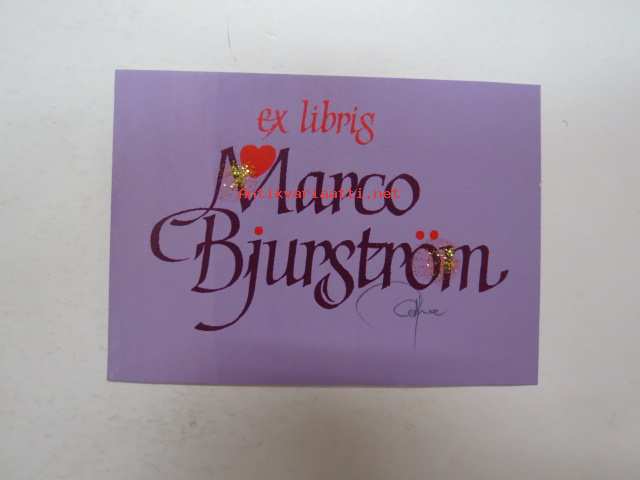 ex libris
Marco
Antikvariaatti.net
Bjurström